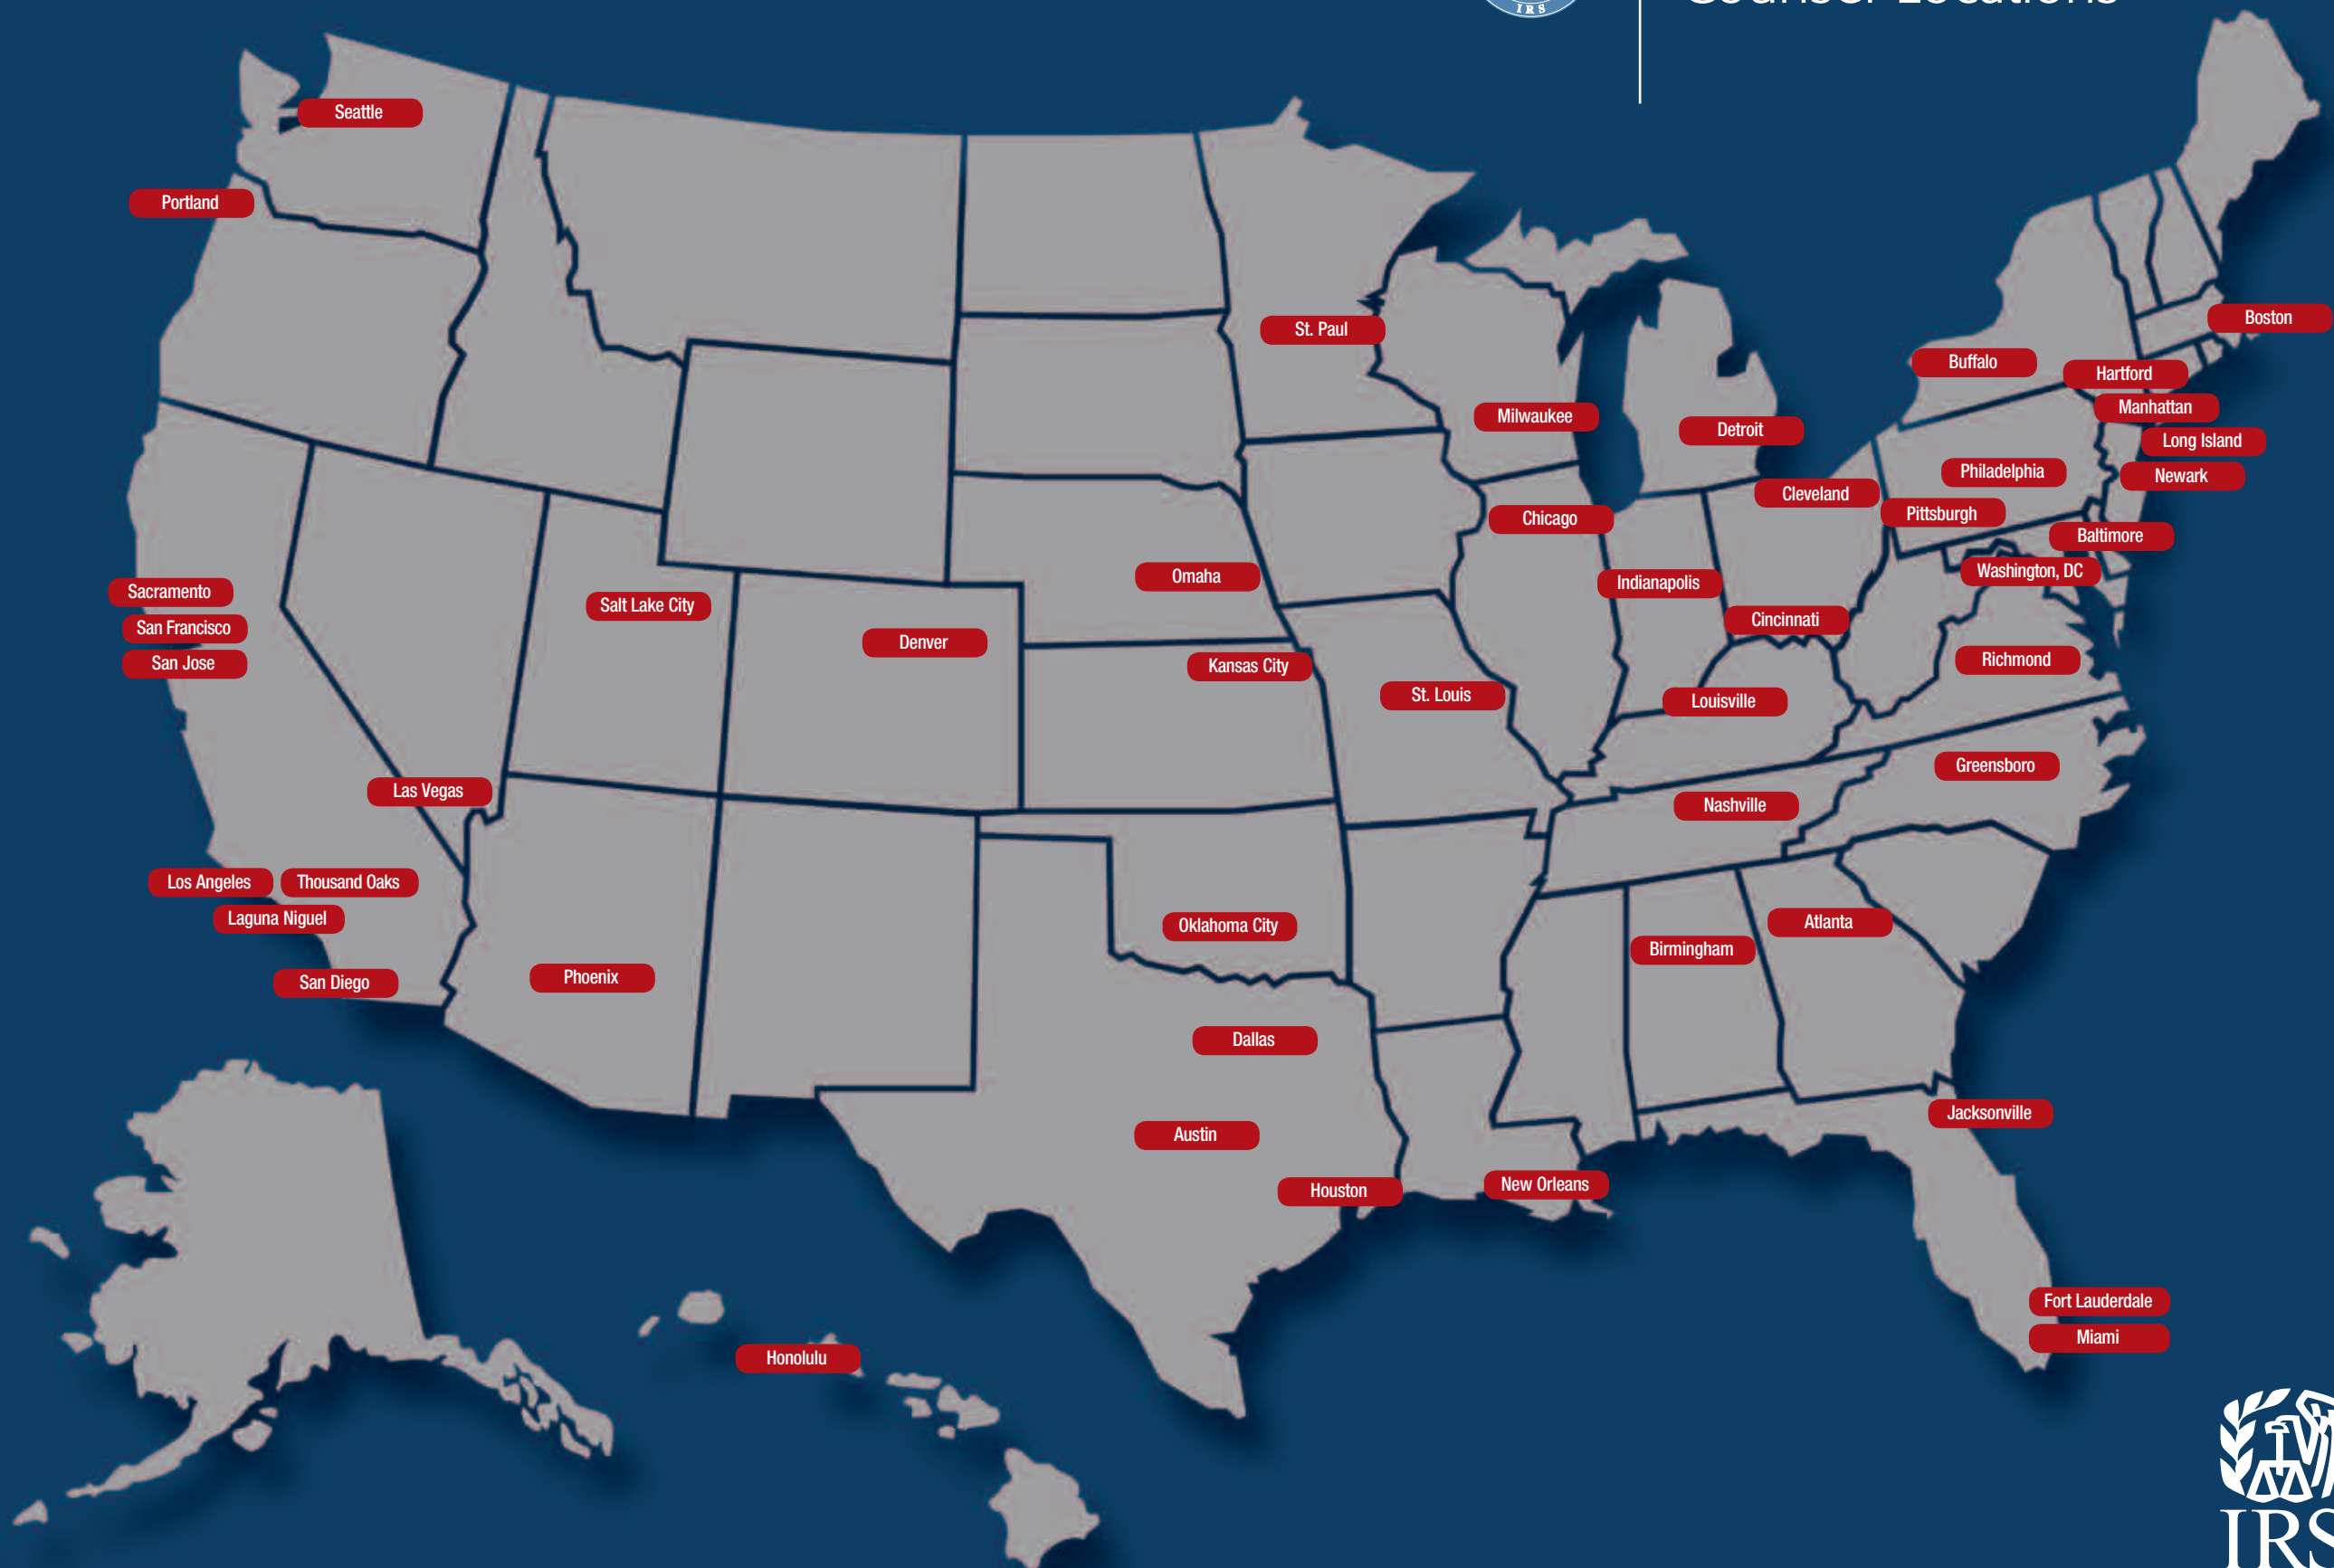 IRS
Counsel Locations
Seattle
Portland
St. Paul
Boston
Buffalo
Hartford
Manhattan
Milwaukee
Detroit
Long Island
Philadelphia
Newark
Cleveland
Pittsburgh
Chicago
Baltimore
Washington, DC
Omaha
Indianapolis
Sacramento
Salt Lake City
Cincinnati
San Francisco
Denver
San Jose
Kansas City
Richmond
St. Louis
Louisville
Greensboro
Las Vegas
Nashville
Los Angeles
Thousand Oaks
Laguna Niguel
Oklahoma City
Atlanta
Birmingham
San Diego
Phoenix
Dallas
Jacksonville
Austin
Houston
New Orleans
Fort Lauderdale
Miami
Honolulu
IRS